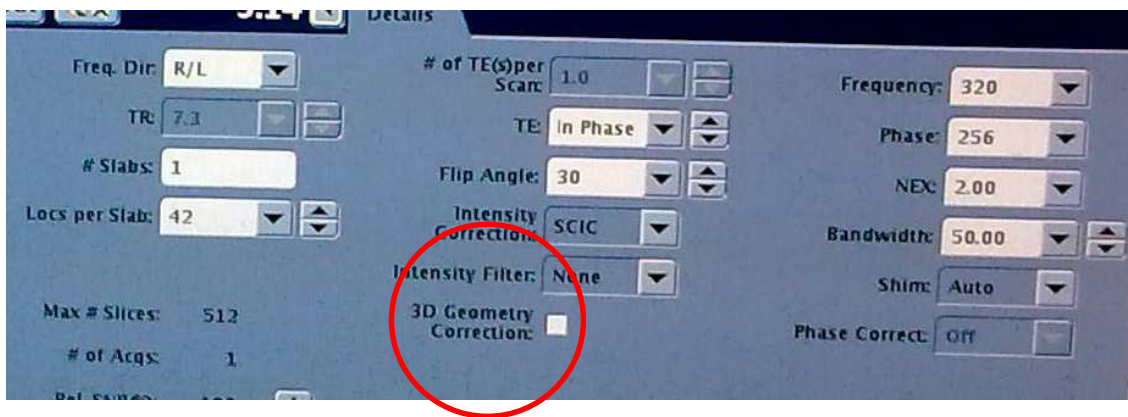 5:14
Details
Freq. Dir: R/L
TR: 7.3
# Slabs: 1
Locs per Slab: 42
Max # Slices: 512
# of Acqs: 1
# of TE(s)per
Scan: 1.0
TE: In Phase
Flip Angle: 30
Intensity
Correction: SCIC
Intensity Filter: None
3D Geometry
Correction:
Frequency: 320
Phase: 256
NEX: 2.00
Bandwidth: 50.00
Shim: Auto
Phase Correct: Off